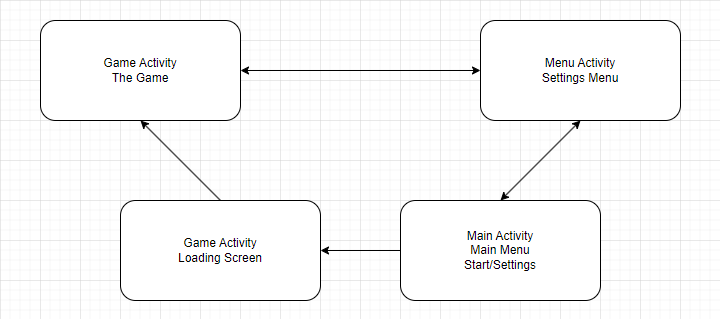 Game Activity
The Game
Menu Activity
Settings Menu
Game Activity
Loading Screen
Main Activity
Main Menu
Start/Settings